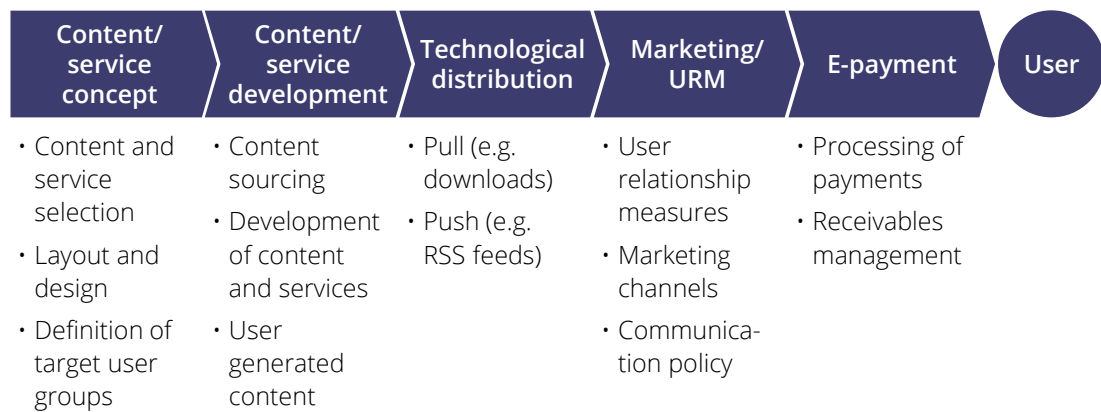 Content/
service
concept
Content/
service
development
Technological
distribution
Marketing/
URM
E-payment
User
• Content and
service
selection
• Layout and
design
• Definition of
target user
groups
• Content
sourcing
• Development
of content
and services
• User
generated
content
• Pull (e.g.
downloads)
• Push (e.g.
RSS feeds)
• User
relationship
measures
• Marketing
channels
• Communica-
tion policy
• Processing of
payments
• Receivables
management